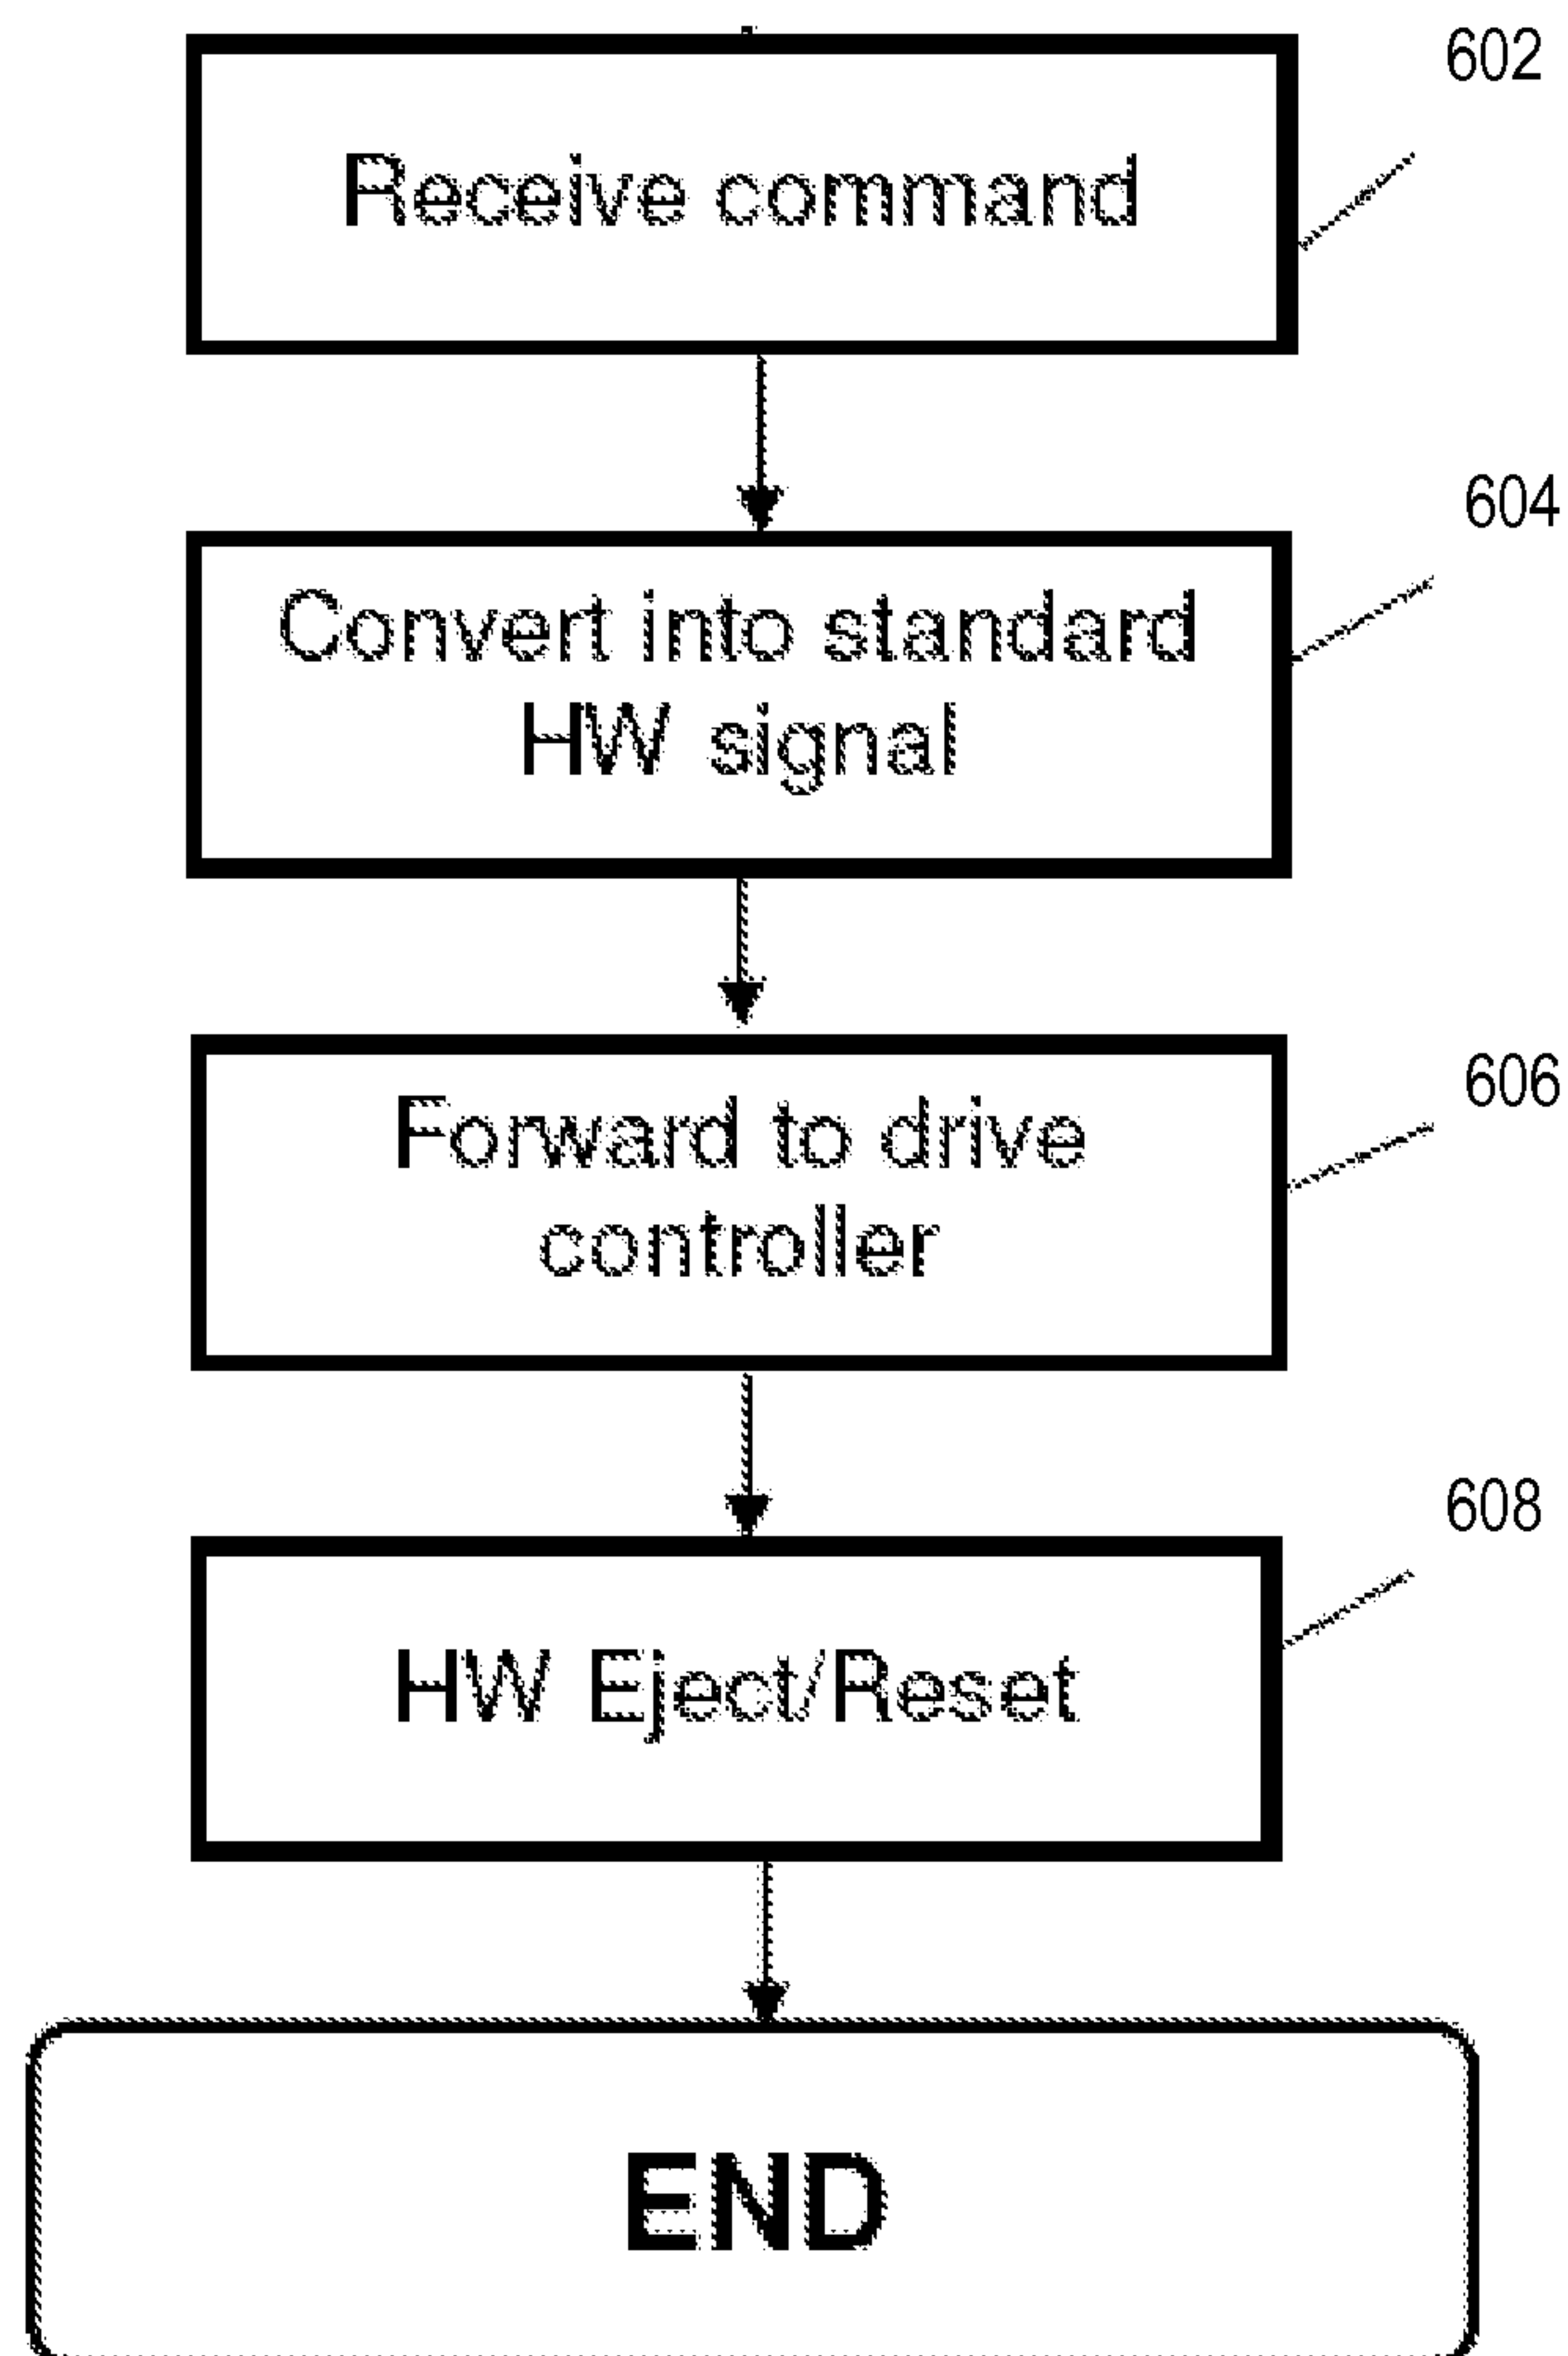 602
Receive command
604
Convert into standard
HW signal
606
Forward to drive
controller
608
HW Eject/Reset
END